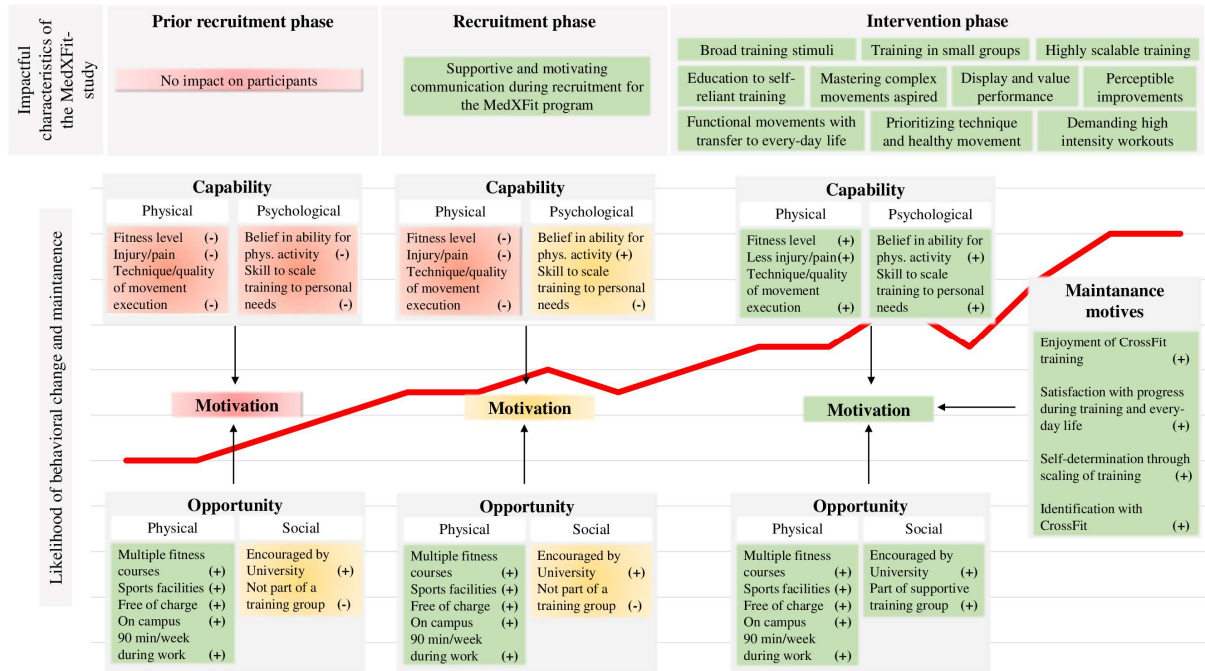 Impactful
characteristics of
the MedXFit-
study
Prior recruitment phase
No impact on participants
Recruitment phase
Supportive and motivating
communication during recruitment for
the MedXFit program
Intervention phase
Broad training stimuli
Training in small groups
Highly scalable training
Education to self-
reliant training
Mastering complex
movements aspired
Display and value
performance
Perceptible
improvements
Functional movements with
transfer to every-day life
Prioritizing technique
and healthy movement
Demanding high
intensity workouts
Likelihood of behavioral change and maintanence
Capability
Physical
Fitness level (-)
Injury/pain (-)
Technique/quality
of movement
execution (-)
Psychological
Belief in ability for
phys. activity (-)
Skill to scale
training to personal
needs (-)
Motivation
Opportunity
Physical
Multiple fitness
courses (+)
Sports facilities (+)
Free of charge (+)
On campus (+)
90 min/week
during work (+)
Social
Encouraged by
University (+)
Not part of a
training group (-)
Capability
Physical
Fitness level (-)
Injury/pain (-)
Technique/quality
of movement
execution (-)
Psychological
Belief in ability for
phys. activity (+)
Skill to scale
training to personal
needs (-)
Motivation
Opportunity
Physical
Multiple fitness
courses (+)
Sports facilities (+)
Free of charge (+)
On campus (+)
90 min/week
during work (+)
Social
Encouraged by
University (+)
Not part of a
training group (-)
Capability
Physical
Fitness level (+)
Less injury/pain (+)
Technique/quality
of movement
execution (+)
Psychological
Belief in ability for
phys. activity (+)
Skill to scale
training to personal
needs (+)
Motivation
Opportunity
Physical
Multiple fitness
courses (+)
Sports facilities (+)
Free of charge (+)
On campus (+)
90 min/week
during work (+)
Social
Encouraged by
University (+)
Part of supportive
training group (+)
Maintanance
motives
Enjoyment of CrossFit
training (+)
Satisfaction with progress
during training and every-
day life (+)
Self-determination through
scaling of training (+)
Identification with
CrossFit (+)